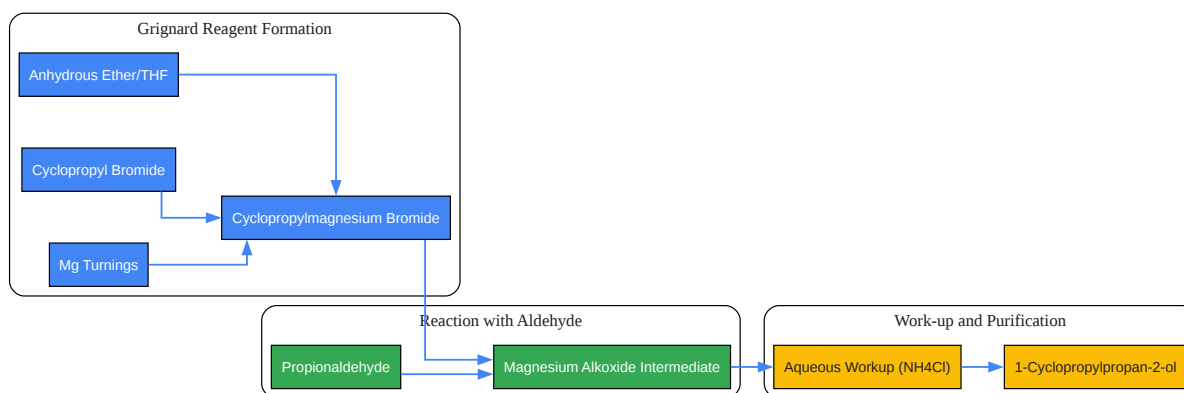 Grignard Reagent Formation
Anhydrous Ether/THF
Cyclopropyl Bromide
Cyclopropylmagnesium Bromide
Mg Turnings
Reaction with Aldehyde
Propionaldehyde
Magnesium Alkoxide Intermediate
Work-up and Purification
Aqueous Workup (NH4Cl)
1-Cyclopropylpropan-2-ol